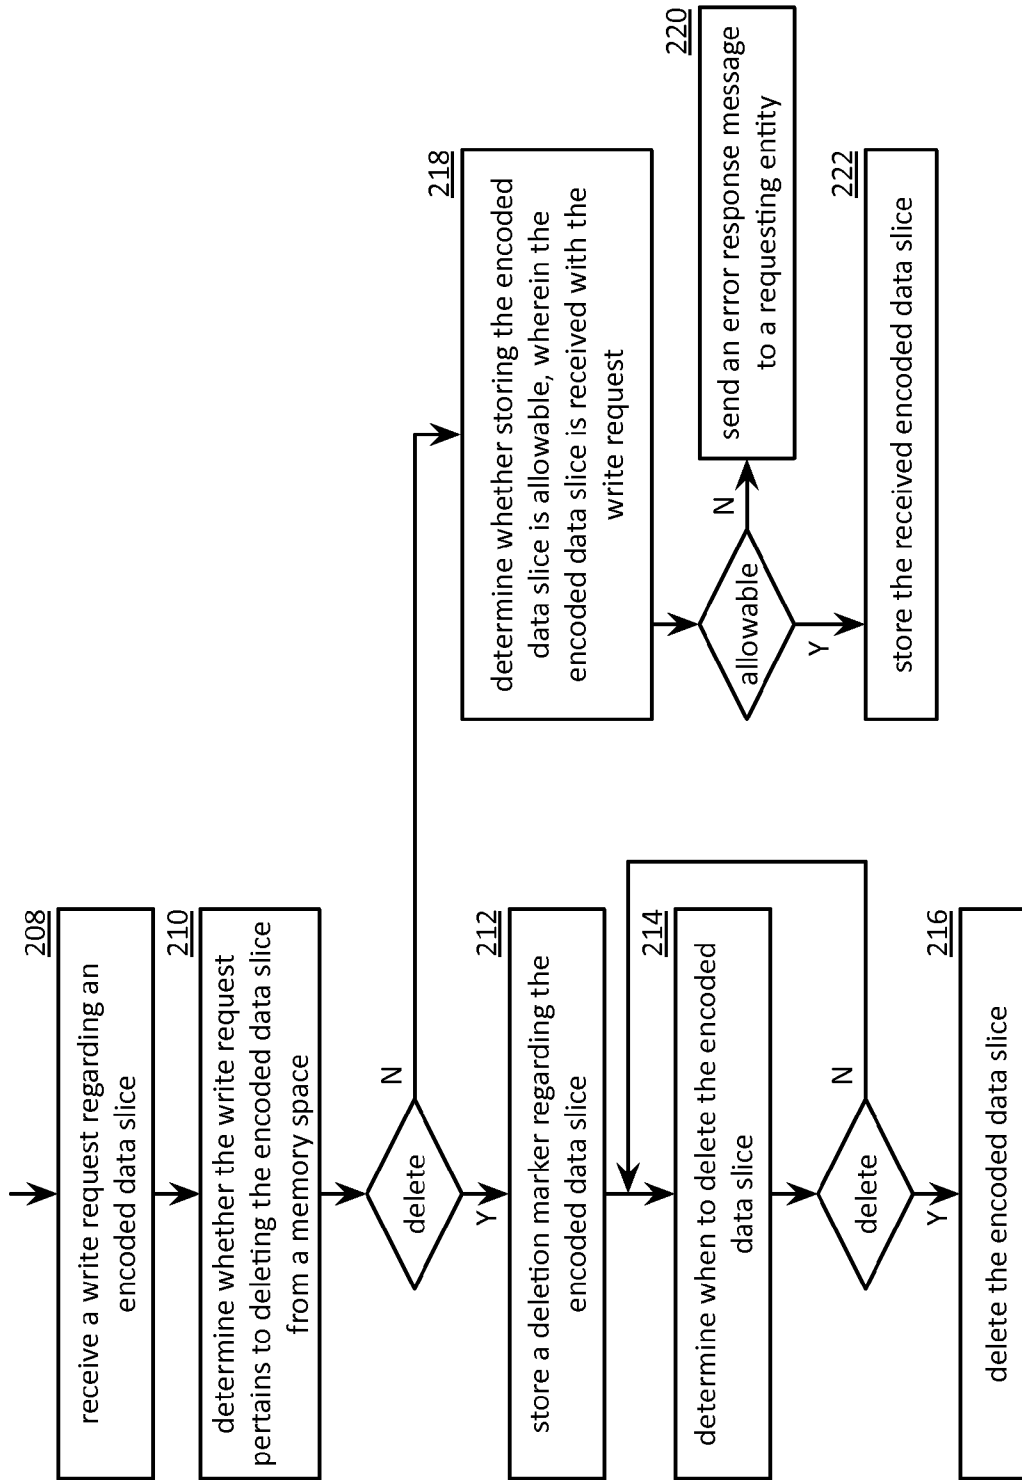 208
receive a write request regarding an
encoded data slice
210
determine whether the write request
pertains to deleting the encoded data slice
from a memory space
delete
N
Y
212
store a deletion marker regarding the
encoded data slice
214
determine when to delete the encoded
data slice
delete
N
Y
216
delete the encoded data slice
218
determine whether storing the encoded
data slice is allowable, wherein the
encoded data slice is received with the
write request
allowable
N
Y
220
send an error response message
to a requesting entity
222
store the received encoded data slice